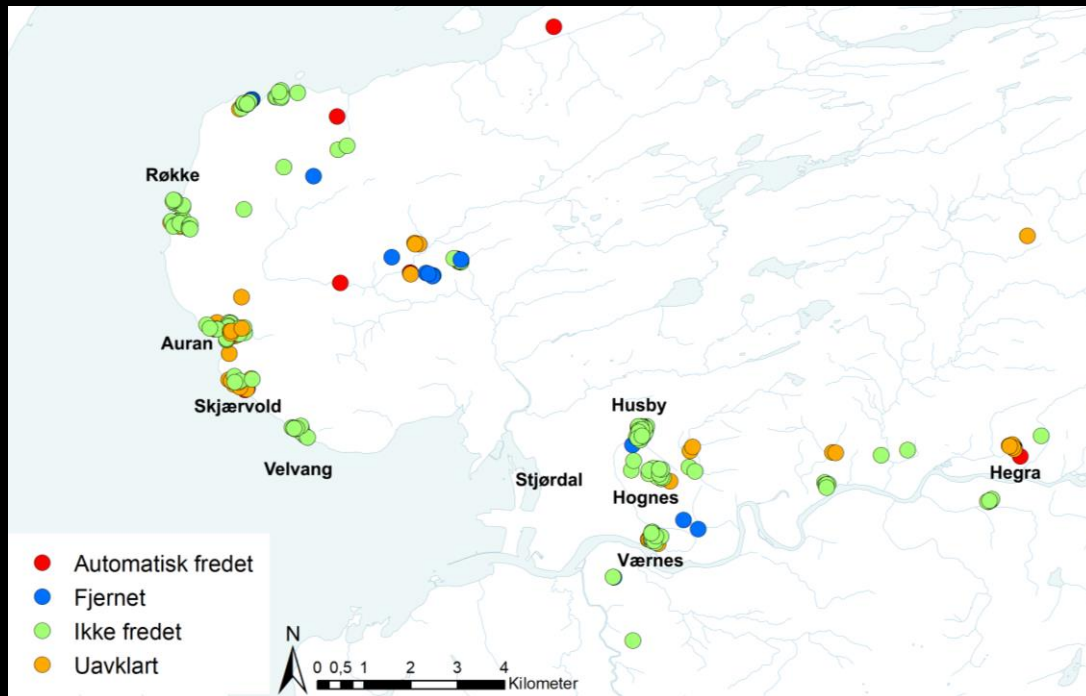 Røkke
Auran
Skjærvold
Velvang
Husby
Stjørdal
Hognes
Værnes
Hegra
Automatisk fredet
Fjernet
Ikke fredet
Uavklart
N
0 0,5 1 2 3 4
Kilometer